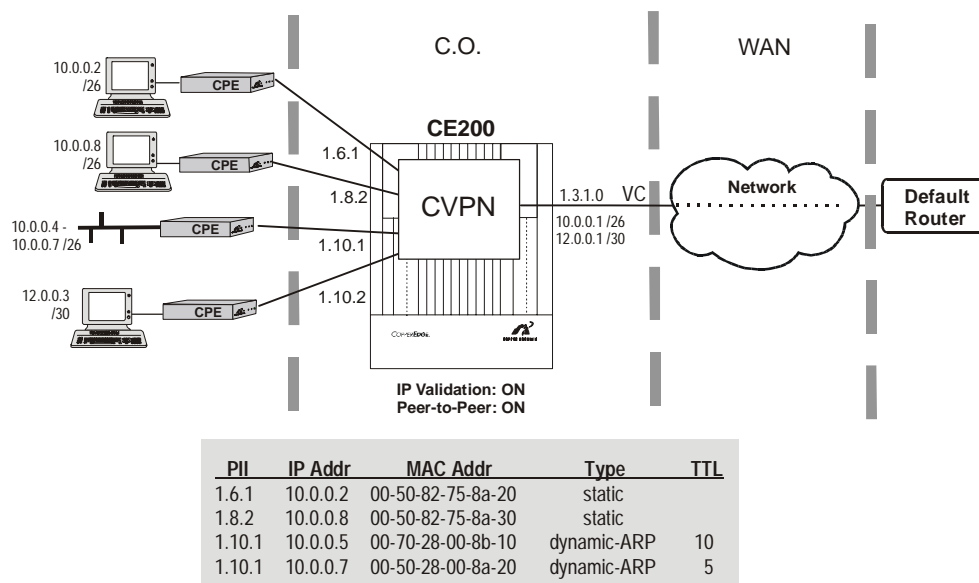 C.O.
WAN
10.0.0.2
/26
CPE
10.0.0.8
/26
CPE
10.0.0.4 -
10.0.0.7 /26
CPE
12.0.0.3
/30
CPE
CE200
1.6.1
1.8.2
1.10.1
1.10.2
CVPN
1.3.1.0 VC
10.0.0.1 /26
12.0.0.1 /30
Network
Default
Router
COPPEREDGE
COPPER MOUNTAIN
IP Validation: ON
Peer-to-Peer: ON
PII IP Addr MAC Addr Type TTL
1.6.1 10.0.0.2 00-50-82-75-8a-20 static
1.8.2 10.0.0.8 00-50-82-75-8a-30 static
1.10.1 10.0.0.5 00-70-28-00-8b-10 dynamic-ARP 10
1.10.1 10.0.0.7 00-50-28-00-8a-20 dynamic-ARP 5